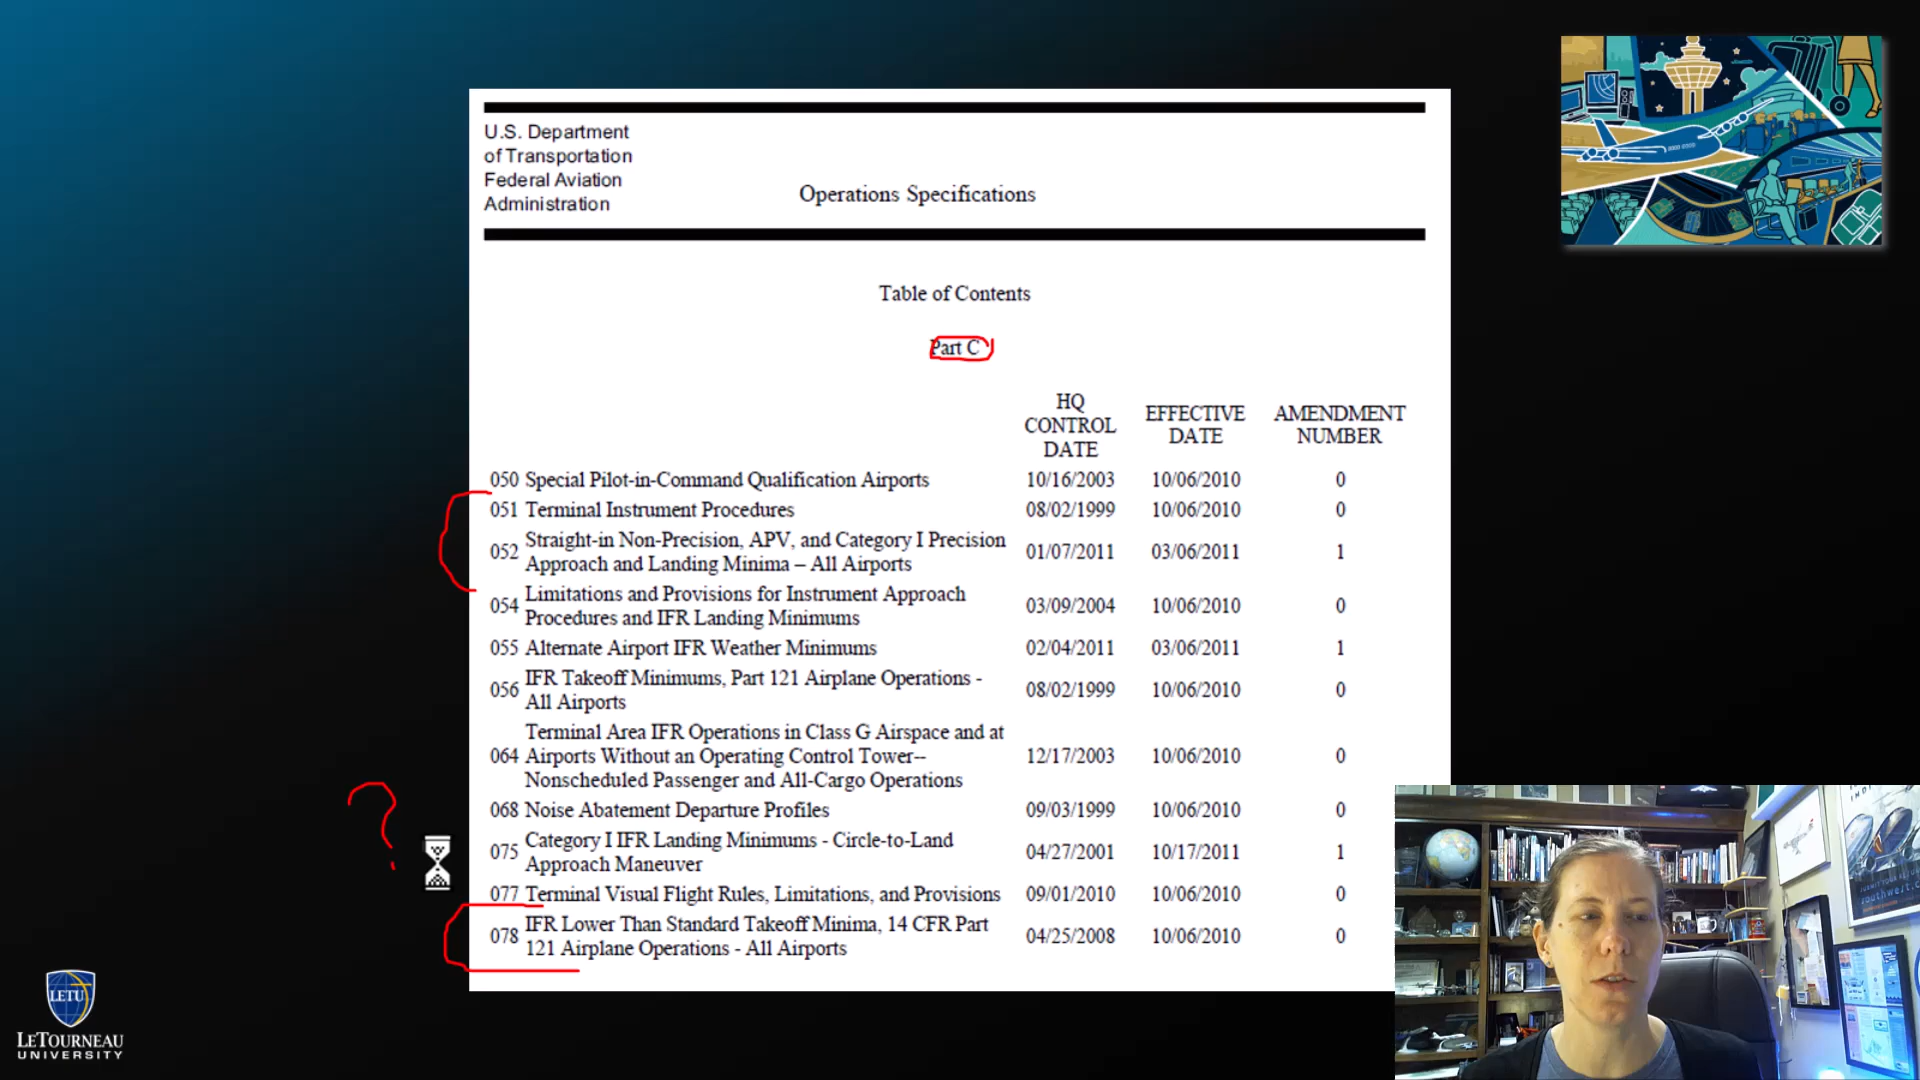 U.S. Department
of Transportation
Federal Aviation
Administration
Operations Specifications
Table of Contents
Part C
HQ
CONTROL
DATE
EFFECTIVE
DATE
AMENDMENT
NUMBER
050 Special Pilot-in-Command Qualification Airports 10/16/2003 10/06/2010 0
051 Terminal Instrument Procedures 08/02/1999 10/06/2010 0
052 Straight-in Non-Precision, APV, and Category I Precision
Approach and Landing Minima – All Airports 01/07/2011 03/06/2011 1
054 Limitations and Provisions for Instrument Approach
Procedures and IFR Landing Minimums 03/09/2004 10/06/2010 0
055 Alternate Airport IFR Weather Minimums 02/04/2011 03/06/2011 1
056 IFR Takeoff Minimums, Part 121 Airplane Operations -
All Airports 08/02/1999 10/06/2010 0
Terminal Area IFR Operations in Class G Airspace and at
064 Airports Without an Operating Control Tower-- 12/17/2003 10/06/2010 0
Nonscheduled Passenger and All-Cargo Operations
068 Noise Abatement Departure Profiles 09/03/1999 10/06/2010 0
075 Category I IFR Landing Minimums - Circle-to-Land
Approach Maneuver 04/27/2001 10/17/2011 1
077 Terminal Visual Flight Rules, Limitations, and Provisions 09/01/2010 10/06/2010 0
078 IFR Lower Than Standard Takeoff Minima, 14 CFR Part
121 Airplane Operations - All Airports 04/25/2008 10/06/2010 0
?
LETU
LETOURNEAU
UNIVERSITY